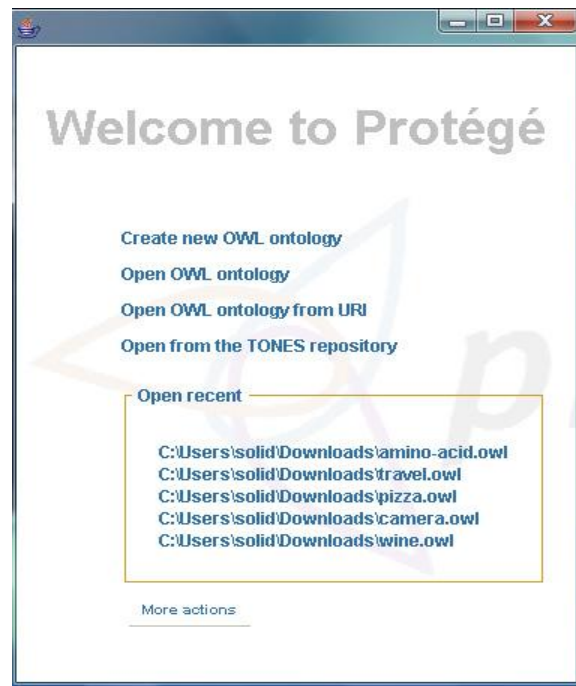 Welcome to Protégé
Create new OWL ontology
Open OWL ontology
Open OWL ontology from URI
Open from the TONES repository
Open recent
C:\Users\solid\Downloads\amino-acid.owl
C:\Users\solid\Downloads\travel.owl
C:\Users\solid\Downloads\pizza.owl
C:\Users\solid\Downloads\camera.owl
C:\Users\solid\Downloads\wine.owl
More actions